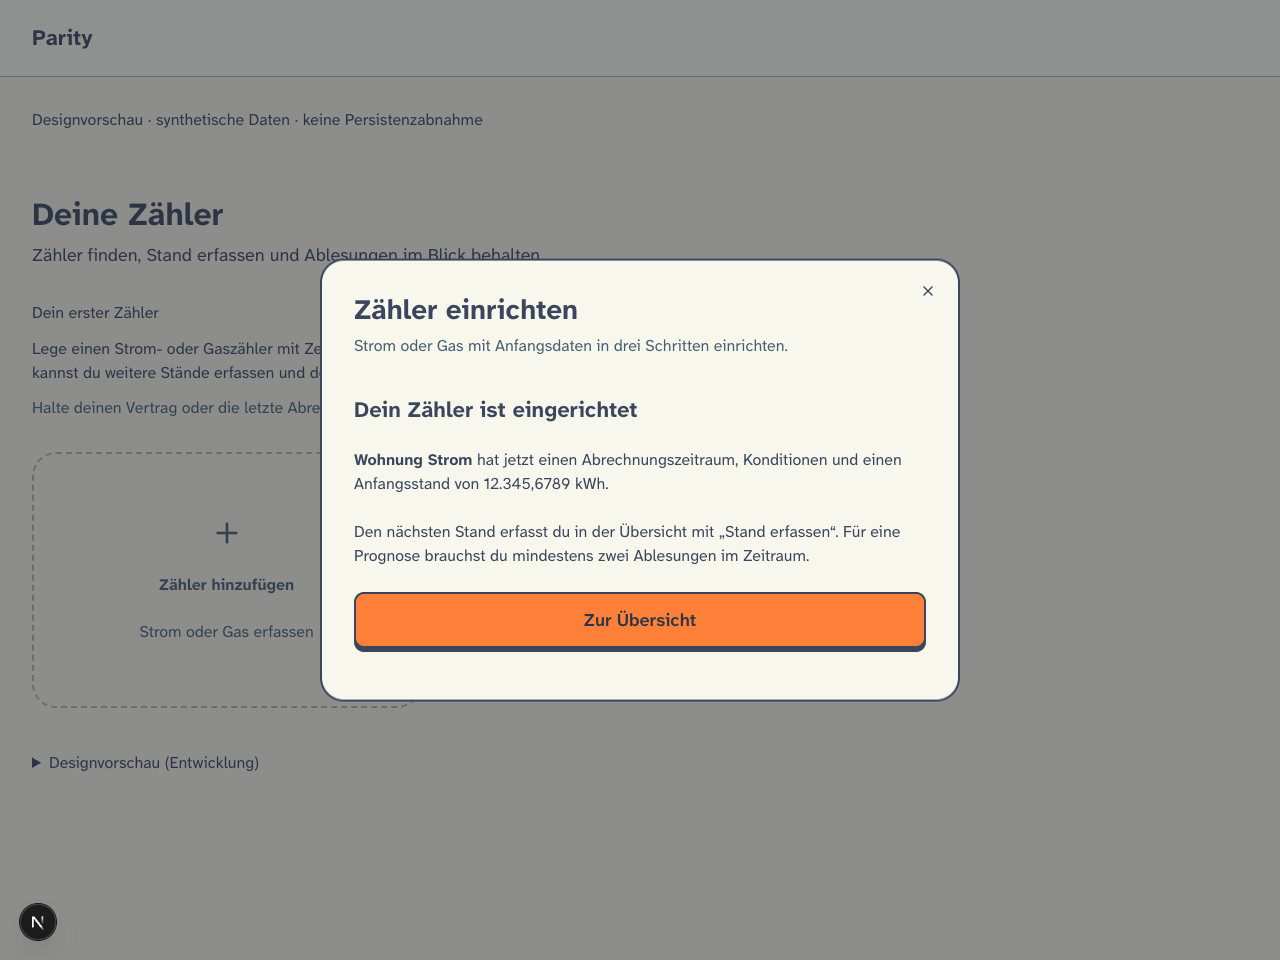 Parity
Designvorschau · synthetische Daten · keine Persistenzabnahme
Deine Zähler
Zähler finden, Stand erfassen und Ablesungen im Blick behalten
Dein erster Zähler
Lege einen Strom- oder Gaszähler mit
kannst du weitere Stände erfassen und
Halte deinen Vertrag oder die letzte
Zähler hinzufügen
Strom oder Gas erfassen
Designvorschau (Entwicklung)
Zähler einrichten
Strom oder Gas mit Anfangsdaten in drei Schritten einrichten.
Dein Zähler ist eingerichtet
Wohnung Strom hat jetzt einen Abrechnungszeitraum, Konditionen und einen
Anfangsstand von 12.345,6789 kWh.
Den nächsten Stand erfasst du in der Übersicht mit „Stand erfassen“. Für eine
Prognose brauchst du mindestens zwei Ablesungen im Zeitraum.
Zur Übersicht
N